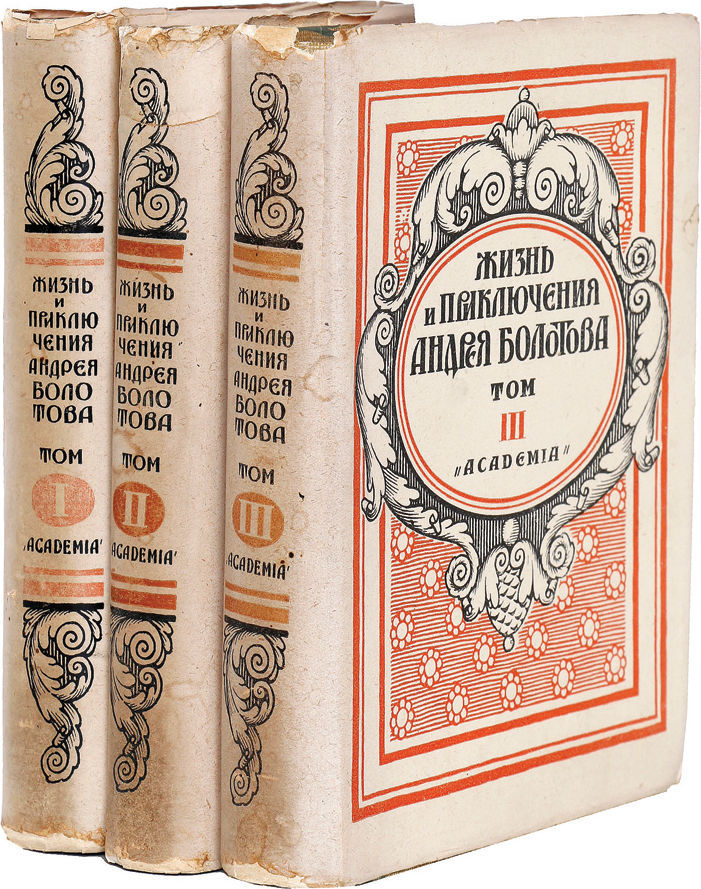 ЖИЗНЬ
и
ПРИКЛЮ
ЧЕНИЯ
АНДРЕЯ
БОЛО
ТОВА
ТОМ
I
„ACADEMIA"
ЖИЗНЬ
и
ПРИКЛЮ
ЧЕНИЯ
АНДРЕЯ
БОЛО
ТОВА
ТОМ
II
„ACADEMIA"
ЖИЗНЬ
и
ПРИКЛЮ
ЧЕНИЯ
АНДРЕЯ
БОЛО
ТОВА
ТОМ
III
„ACADEMIA"
ЖИЗНЬ
и ПРИКЛЮЧЕНИЯ
АНДРЕЯ БОЛОТОВА
ТОМ
III
„ACADEMIA"